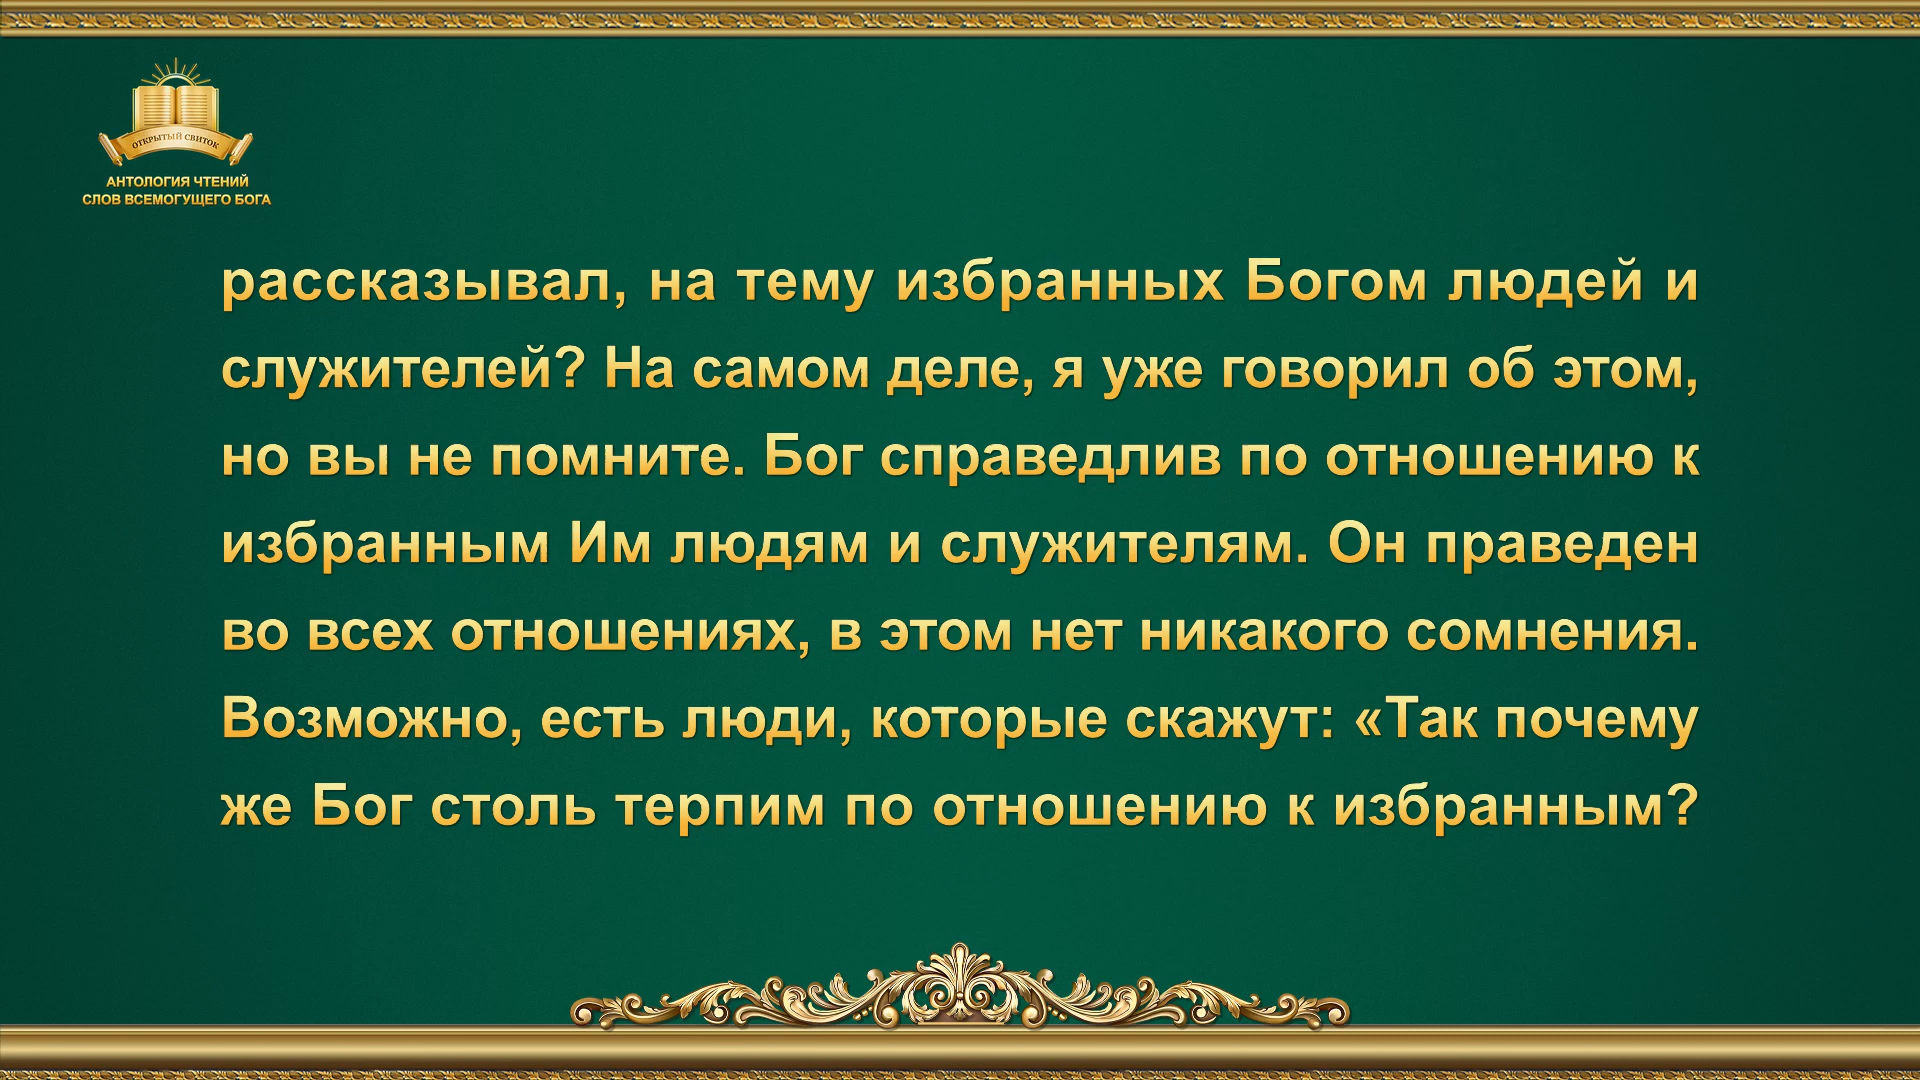 ОТКРЫТЫЙ СВИТОК
АНТОЛОГИЯ ЧТЕНИЙ
СЛОВ ВСЕМОГУЩЕГО БОГА
рассказывал, на тему избранных Богом людей и
служителей? На самом деле, я уже говорил об этом,
но вы не помните. Бог справедлив по отношению к
избранным Им людям и служителям. Он праведен
во всех отношениях, в этом нет никакого сомнения.
Возможно, есть люди, которые скажут: «Так почему
же Бог столь терпим по отношению к избранным?